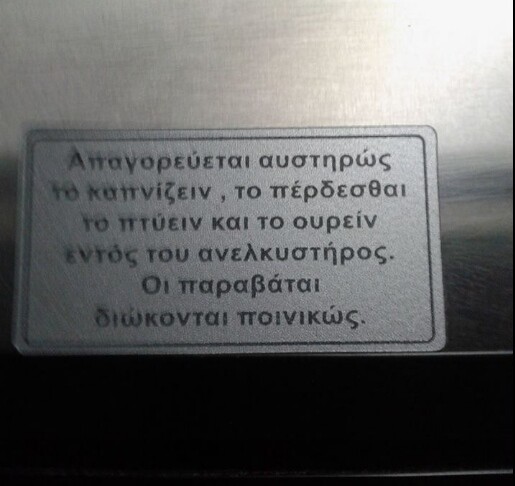 Απαγορεύεται αυστηρώς
το καπνίζειν , το πέρδεσθαι
το πτύειν και το ουρείν
εντός του ανελκυστήρος.
Οι παραβάται
διώκονται ποινικώς.